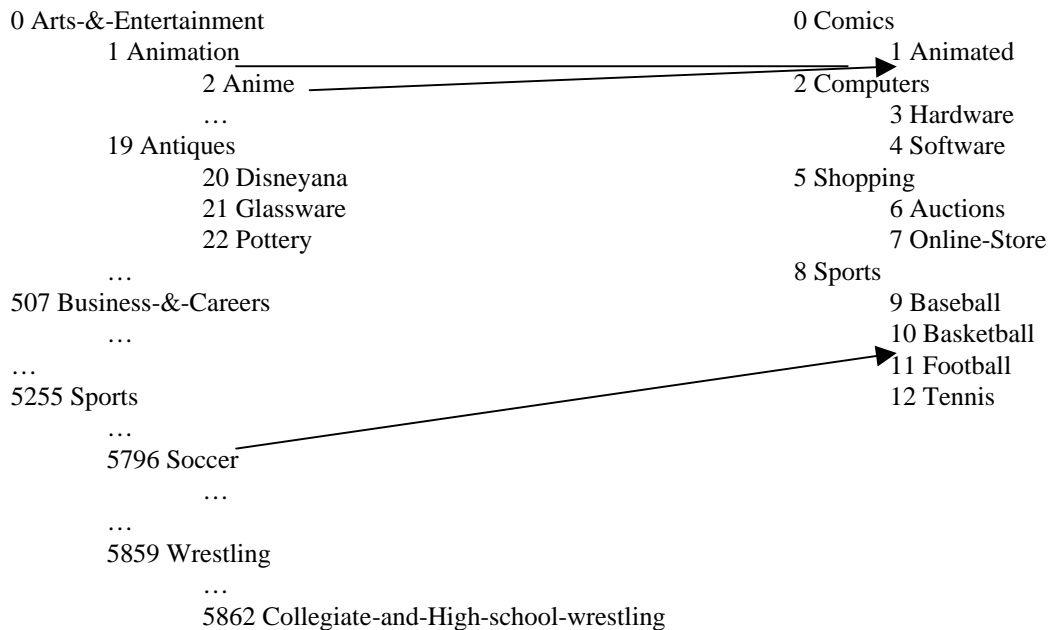 0 Arts-&-Entertainment
1 Animation
2 Anime
…
19 Antiques
20 Disneyana
21 Glassware
22 Pottery
…
507 Business-&-Careers
…
…
5255 Sports
…
5796 Soccer
…
…
5859 Wrestling
…
5862 Collegiate-and-High-school-wrestling
0 Comics
1 Animated
2 Computers
3 Hardware
4 Software
5 Shopping
6 Auctions
7 Online-Store
8 Sports
9 Baseball
10 Basketball
11 Football
12 Tennis